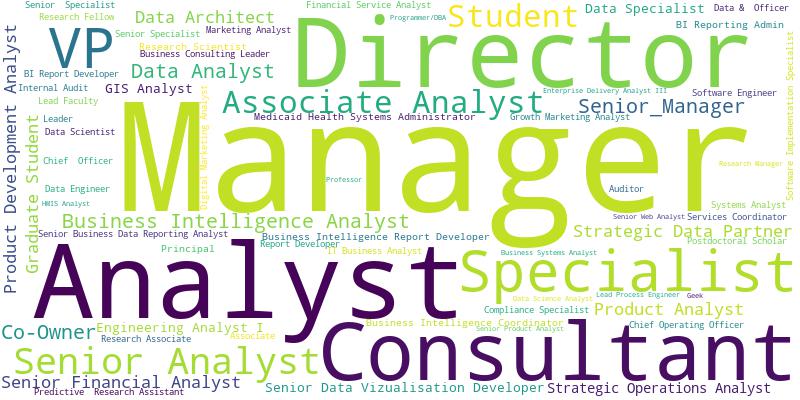 Senior  Specialist
Research Fellow
Financial Service Analyst
Programmer/DBA
Student
Data Specialist
Data &  Officer
BI Reporting Admin
Data Architect
Senior Specialist
Marketing Analyst
Research Scientist
Business Consulting Leader
VP
Director
BI Report Developer
Data Analyst
Internal Audit
GIS Analyst
Lead Faculty
Enterprise Delivery Analyst III
Software Engineer
Associate Analyst
Senior_Manager
Software Implementation Specialist
Product Development Analyst
Graduate Student
Digital Marketing Analyst
Leader
Medicaid Health Systems Administrator
Growth Marketing Analyst
Data Scientist
Manager
Chief  Officer
Research Manager
Professor
Data Engineer
Auditor
HMIS Analyst
Systems Analyst
Business Intelligence Analyst
Senior Web Analyst
Services Coordinator
Senior Business Data Reporting Analyst
Business Intelligence Report Developer
Strategic Data Partner
Report Developer
Postdoctoral Scholar
Principal
IT Business Analyst
Business Systems Analyst
Analyst
Specialist
Data Science Analyst
Lead Process Engineer
Geek
Compliance Specialist
Product Analyst
Co-Owner
Engineering Analyst I
Business Intelligence Coordinator
Chief Operating Officer
Senior Product Analyst
Research Associate
Associate
Senior Analyst
Consultant
Senior Financial Analyst
Senior Data Vizualisation Developer
Strategic Operations Analyst
Predictive  Research Assistant